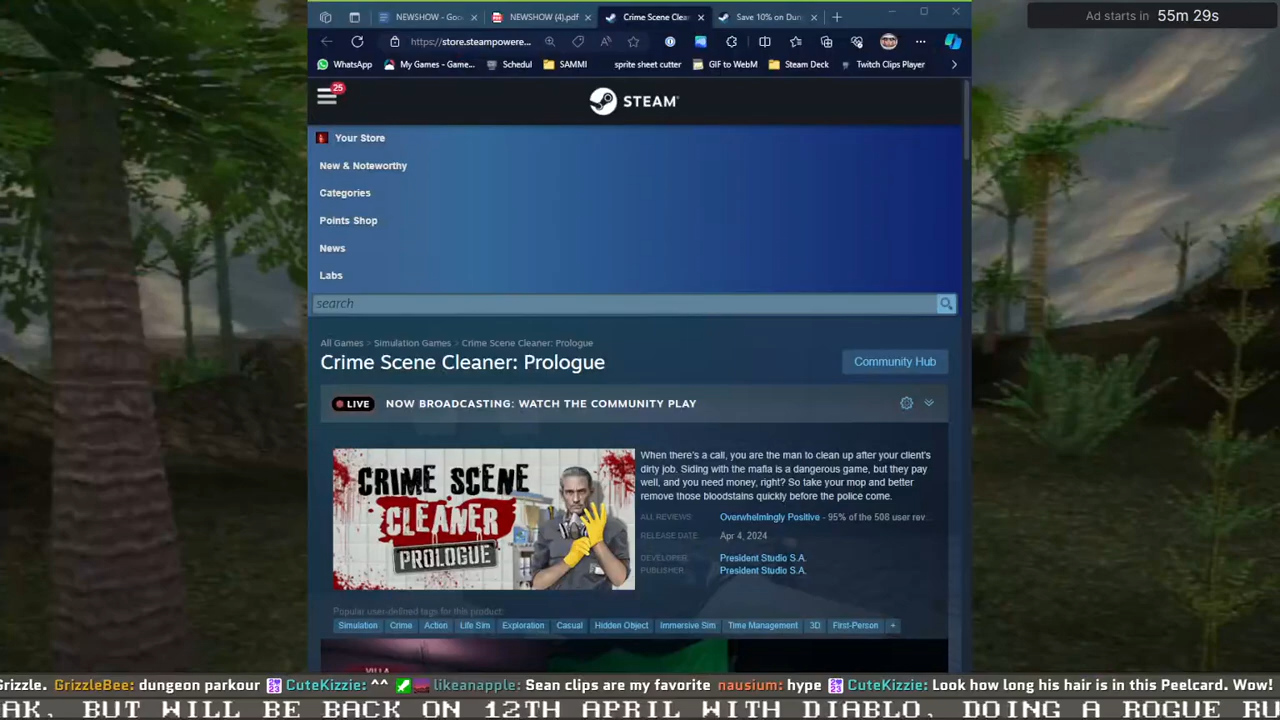 Ad starts in 55m 29s
NEWSHOW - Goo
NEWSHOW (4).pdf
Crime Scene Clea
Save 10% on Dun
https://store.steampowere...
WhatsApp
My Games - Game...
Schedul
SAMMI
sprite sheet cutter
GIF to WebM
Steam Deck
Twitch Clips Player
25
STEAM
Your Store
New & Noteworthy
Categories
Points Shop
News
Labs
search
All Games > Simulation Games > Crime Scene Cleaner: Prologue
Crime Scene Cleaner: Prologue
Community Hub
LIVE NOW BROADCASTING: WATCH THE COMMUNITY PLAY
CRIME SCENE
CLEANER
PROLOGUE
When there's a call, you are the man to clean up after your client's
dirty job. Siding with the mafia is a dangerous game, but they pay
well, and you need money, right? So take your mop and better
remove those bloodstains quickly before the police come.
ALL REVIEWS Overwhelmingly Positive - 95% of the 508 user rev...
RELEASE DATE: Apr 4, 2024
DEVELOPER: President Studio S.A.
PUBLISHER: President Studio S.A.
Popular user-defined tags for this product:
Simulation Crime Action Life Sim Exploration Casual Hidden Object Immersive Sim Time Management 3D First-Person +
VILLA
Grizzle. GrizzleBee: dungeon parkour CuteKizzie: ^^ likeanapple: Sean clips are my favorite nausium: hype CuteKizzie: Look how long his hair is in this Peelcard. Wow!
AK, BUT WILL BE BACK ON 12TH APRIL WITH DIABLO, DOING A ROGUE RU